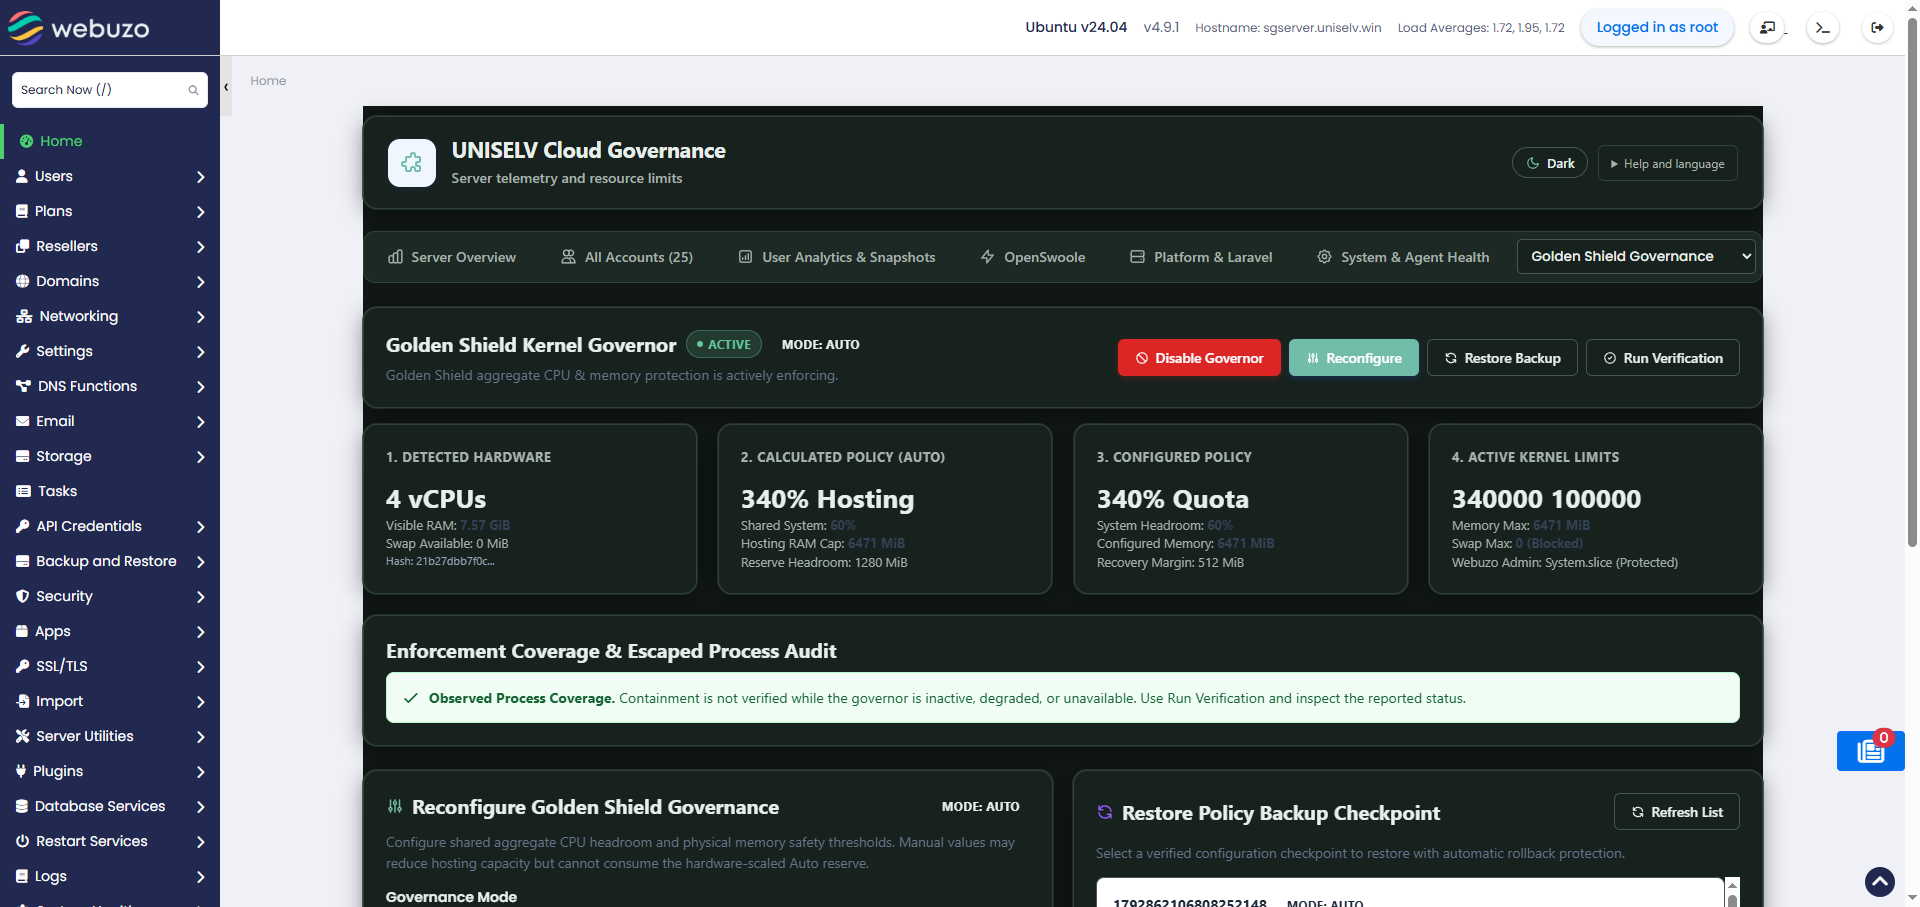 webuzo
Ubuntu v24.04 v4.9.1 Hostname: sgserver.uniselv.win Load Averages: 1.72, 1.95, 1.72 Logged in as root
Search Now (/)
Home
Users
Plans
Resellers
Domains
Networking
Settings
DNS Functions
Email
Storage
Tasks
API Credentials
Backup and Restore
Security
Apps
SSL/TLS
Import
Server Utilities
Plugins
Database Services
Restart Services
Logs
Home
UNISELV Cloud Governance
Server telemetry and resource limits
Dark
Help and language
Server Overview All Accounts (25) User Analytics & Snapshots OpenSwoole Platform & Laravel System & Agent Health Golden Shield Governance
Golden Shield Kernel Governor ACTIVE MODE: AUTO
Golden Shield aggregate CPU & memory protection is actively enforcing.
Disable Governor Reconfigure Restore Backup Run Verification
1. DETECTED HARDWARE
4 vCPUs
Visible RAM: 7.57 GiB
Swap Available: 0 MiB
Hash: 21b27dbb7f0c...
2. CALCULATED POLICY (AUTO)
340% Hosting
Shared System: 60%
Hosting RAM Cap: 6471 MiB
Reserve Headroom: 1280 MiB
3. CONFIGURED POLICY
340% Quota
System Headroom: 60%
Configured Memory: 6471 MiB
Recovery Margin: 512 MiB
4. ACTIVE KERNEL LIMITS
340000 100000
Memory Max: 6471 MiB
Swap Max: 0 (Blocked)
Webuzo Admin: System.slice (Protected)
Enforcement Coverage & Escaped Process Audit
Observed Process Coverage. Containment is not verified while the governor is inactive, degraded, or unavailable. Use Run Verification and inspect the reported status.
0
Reconfigure Golden Shield Governance MODE: AUTO
Configure shared aggregate CPU headroom and physical memory safety thresholds. Manual values may
reduce hosting capacity but cannot consume the hardware-scaled Auto reserve.
Governance Mode
Restore Policy Backup Checkpoint Refresh List
Select a verified configuration checkpoint to restore with automatic rollback protection.
1792862106808252148 MODE: AUTO